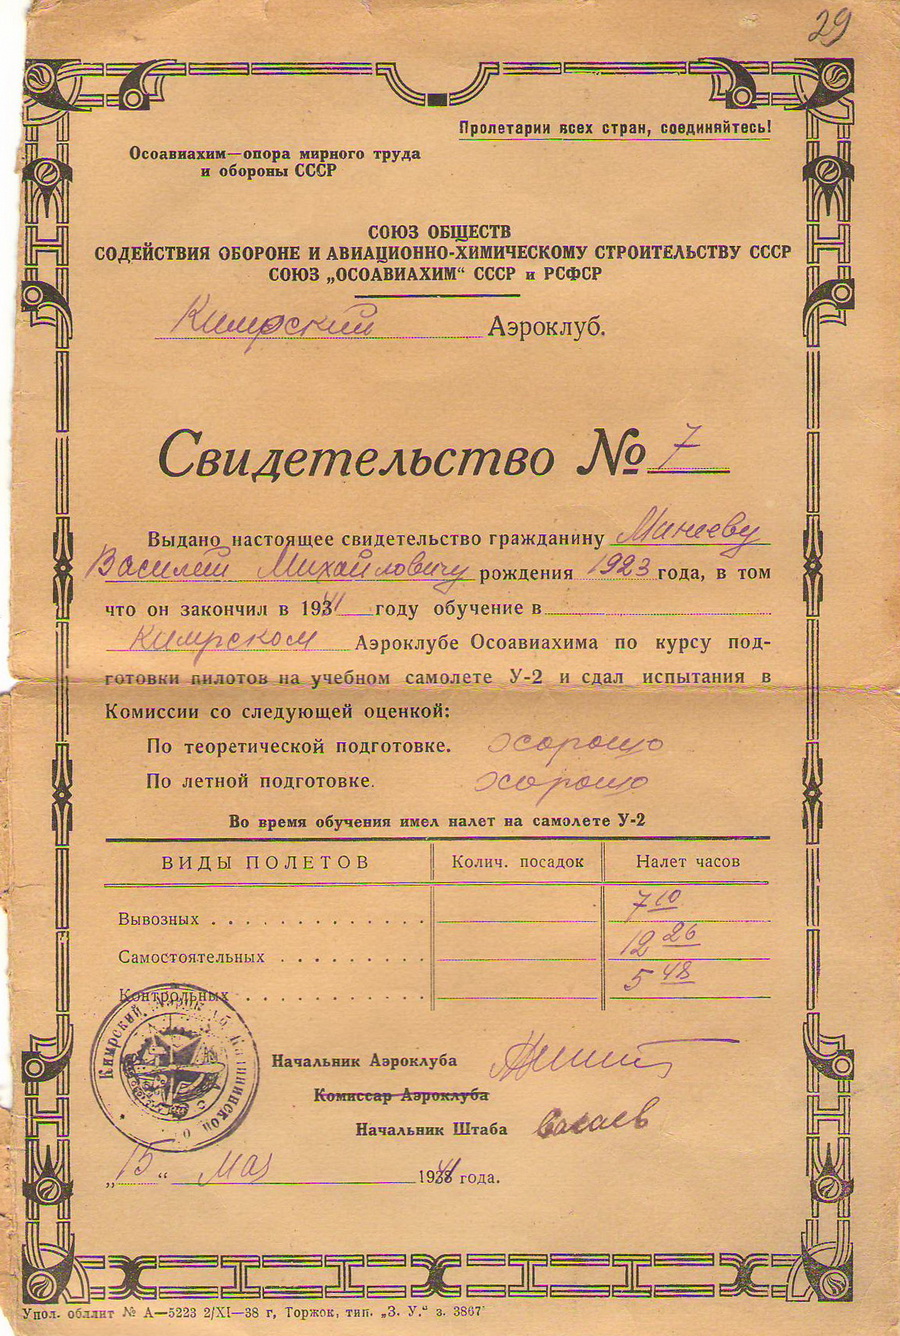 29
Пролетарии всех стран, соединяйтесь!
Осоавиахим—опора мирного труда
и обороны СССР
СОЮЗ ОБЩЕСТВ
СОДЕЙСТВИЯ ОБОРОНЕ И АВИАЦИОННО-ХИМИЧЕСКОМУ СТРОИТЕЛЬСТВУ СССР
СОЮЗ „ОСОАВИАХИМ“ СССР и РСФСР
Кимрский Аэроклуб.
Свидетельство № 7
Выдано настоящее свидетельство гражданину Минееву
Василий Михайловичу рождения 1923 года, в том
что он закончил в 1941 году обучение в
Кимрском Аэроклубе Осоавиахима по курсу под-
готовки пилотов на учебном самолете У-2 и сдал испытания в
Комиссии со следующей оценкой:
По теоретической подготовке. хорошо
По летной подготовке. хорошо
Во время обучения имел налет на самолете У-2
ВИДЫ ПОЛЕТОВ Колич. посадок Налет часов
Вывозных . . . . . . . . . . . . . 7 10
Самостоятельных . . . . . . . . . 12 26
Контрольных . . . . . . . . . . . . 5 48
Кимрский Аэроклуб Калининской о
Начальник Аэроклуба
Комиссар Аэроклуба
Начальник Штаба
„15“ Мая 1941 года.
Упол. обллит № А—5223 2/XI—38 г, Торжок, тип. „З. У.“ з. 3867